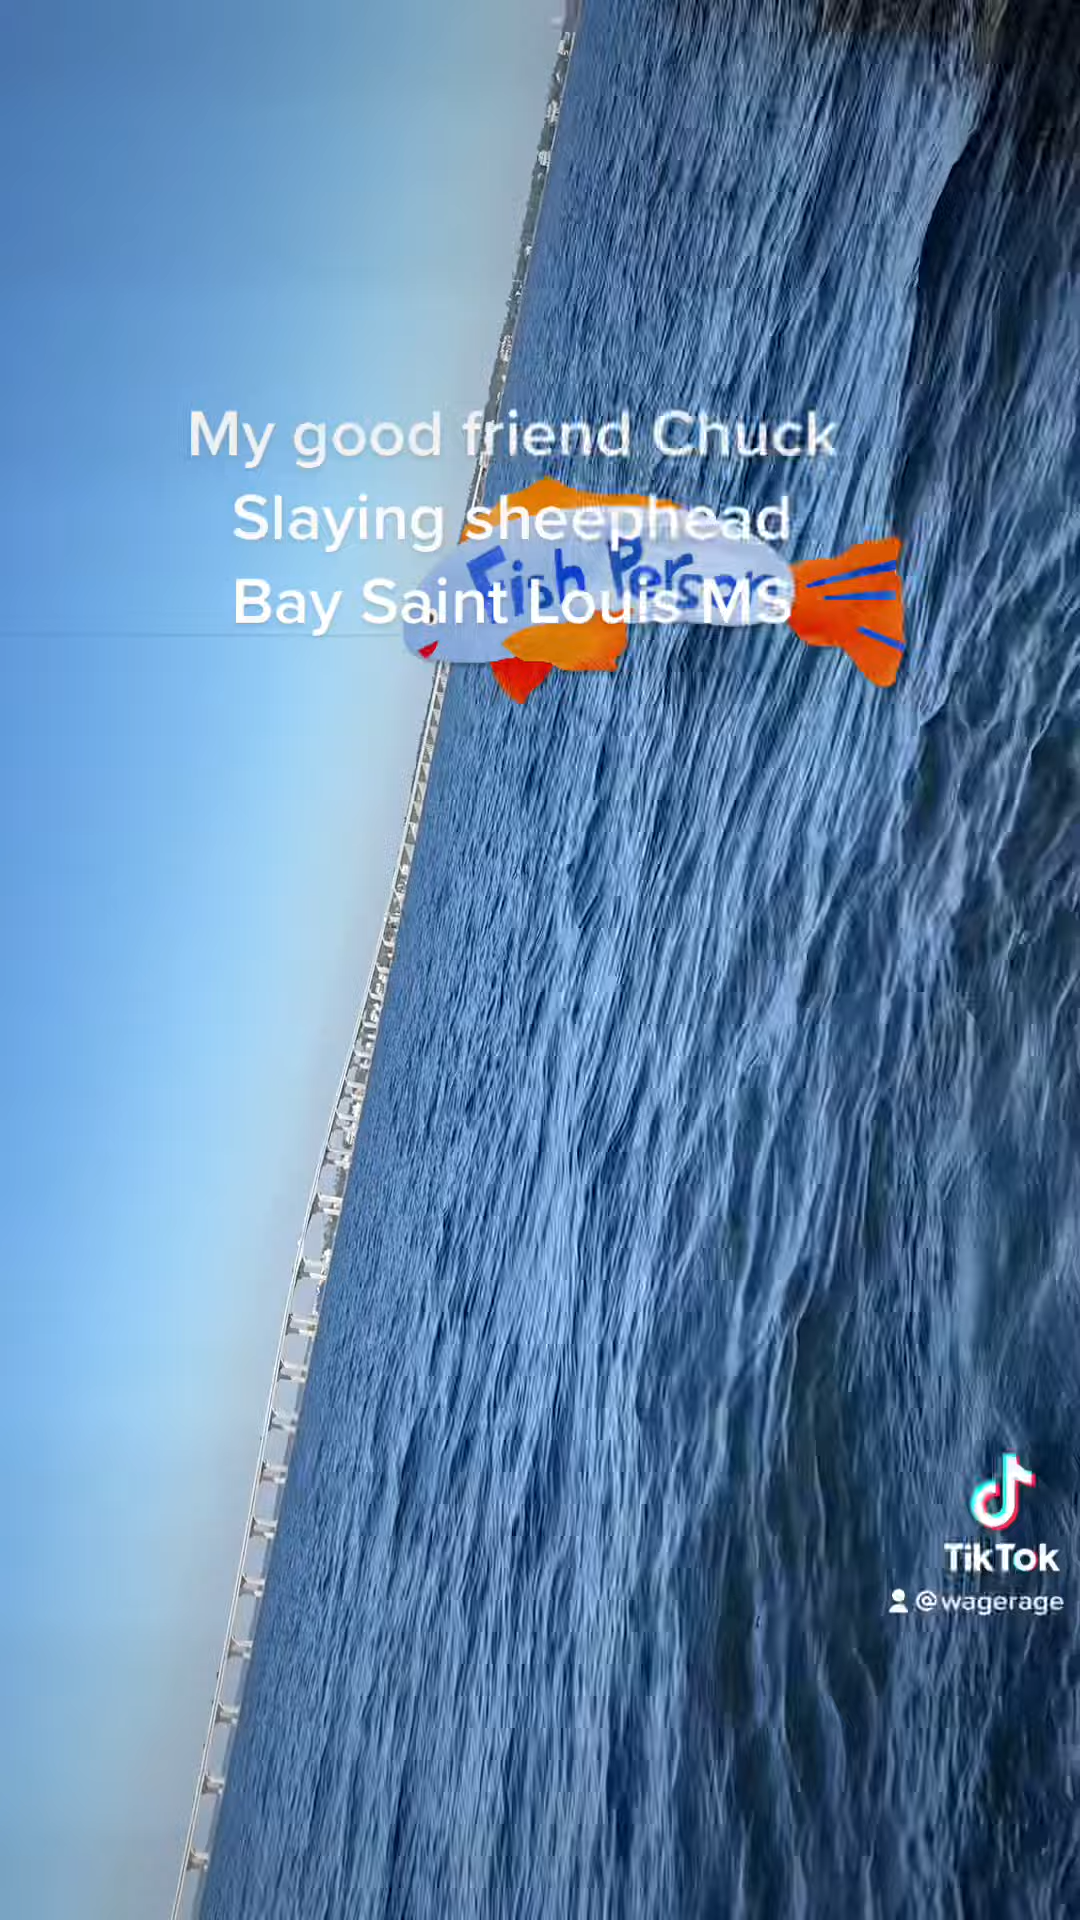 My good friend Chuck
Slaying sheephead
Fish Person
Bay Saint Louis MS
TikTok
@wagerage